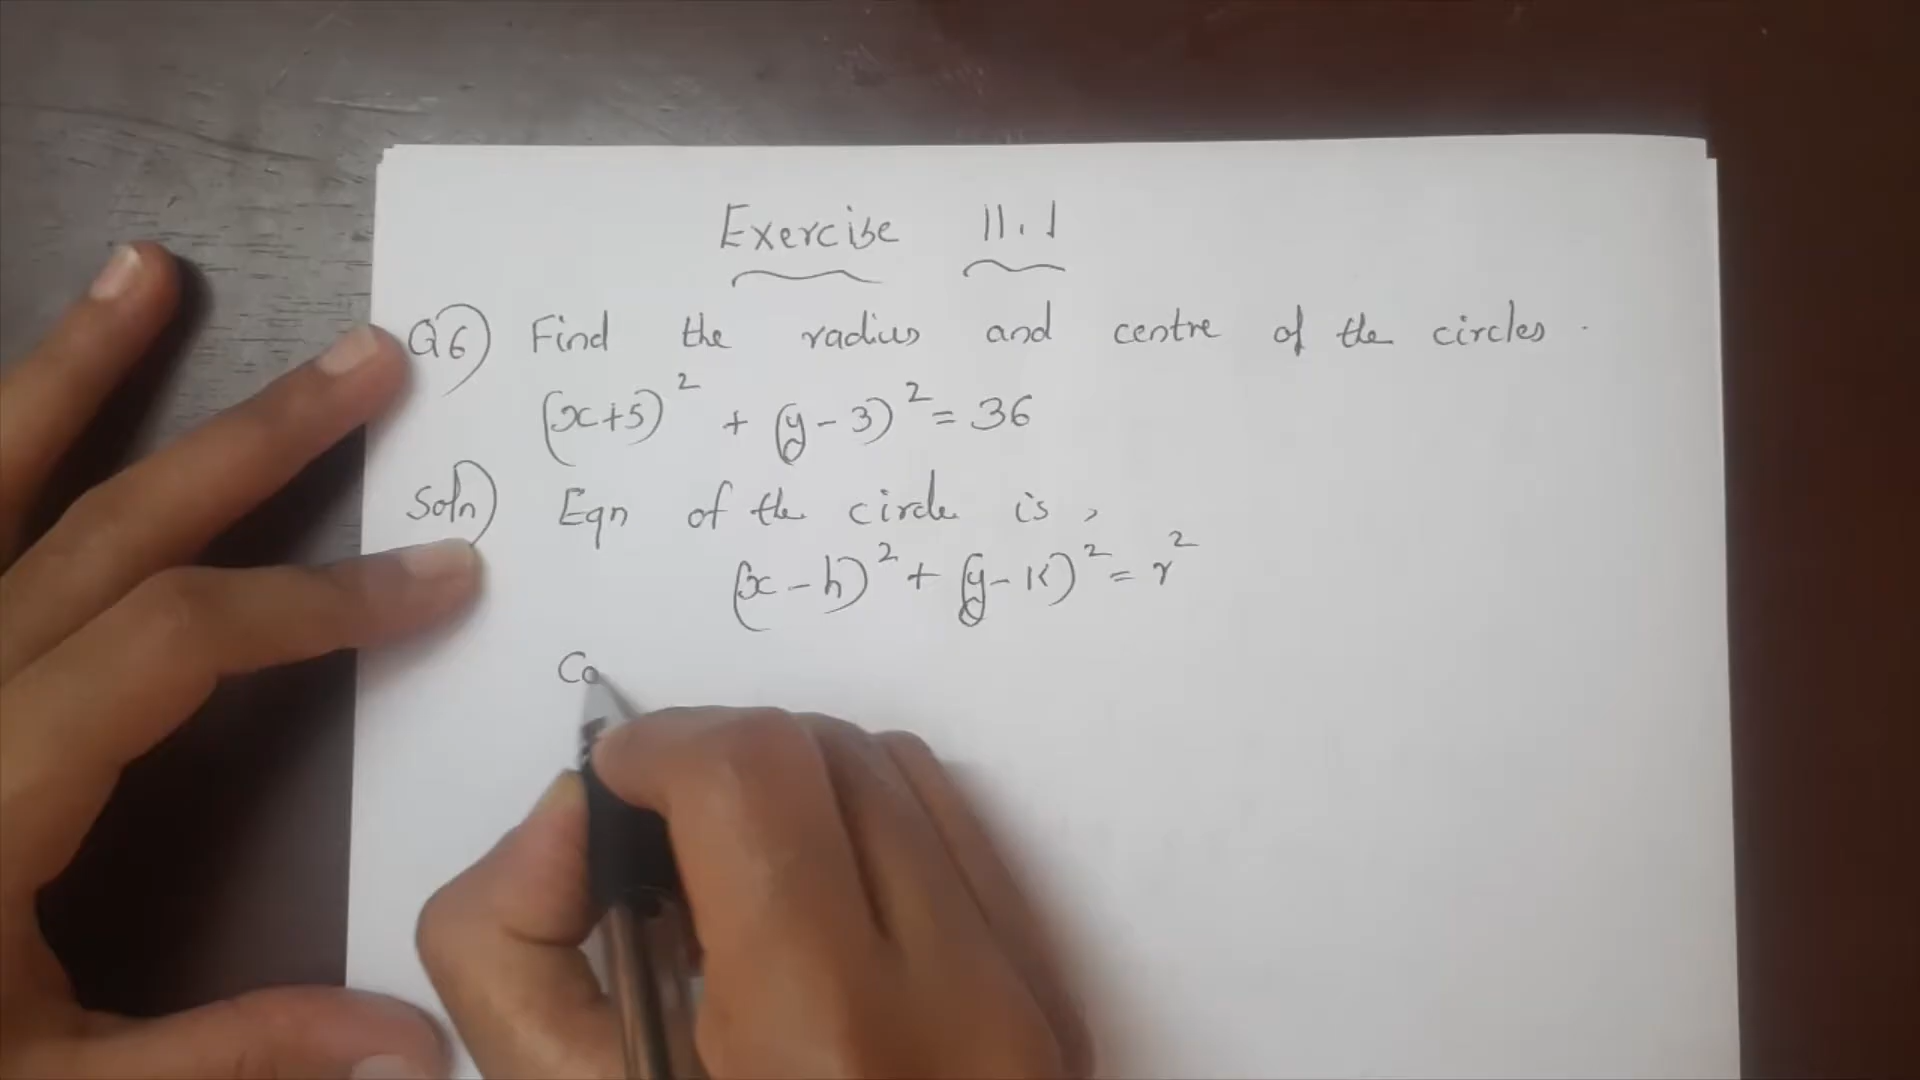 Exercise 11.1
Q6) Find the radius and centre of the circles.
(x+5)² + (y-3)² = 36
Soln) Eqn of the circle is,
(x-h)² + (y-k)² = r²
Co